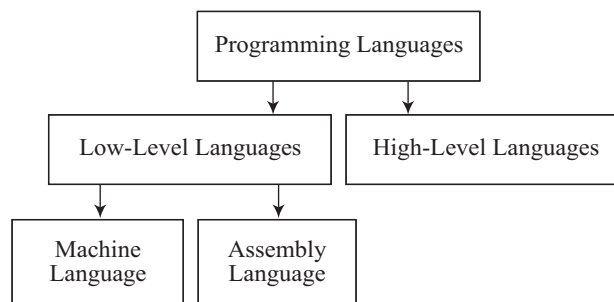 Programming Languages
Low-Level Languages
High-Level Languages
Machine
Language
Assembly
Language